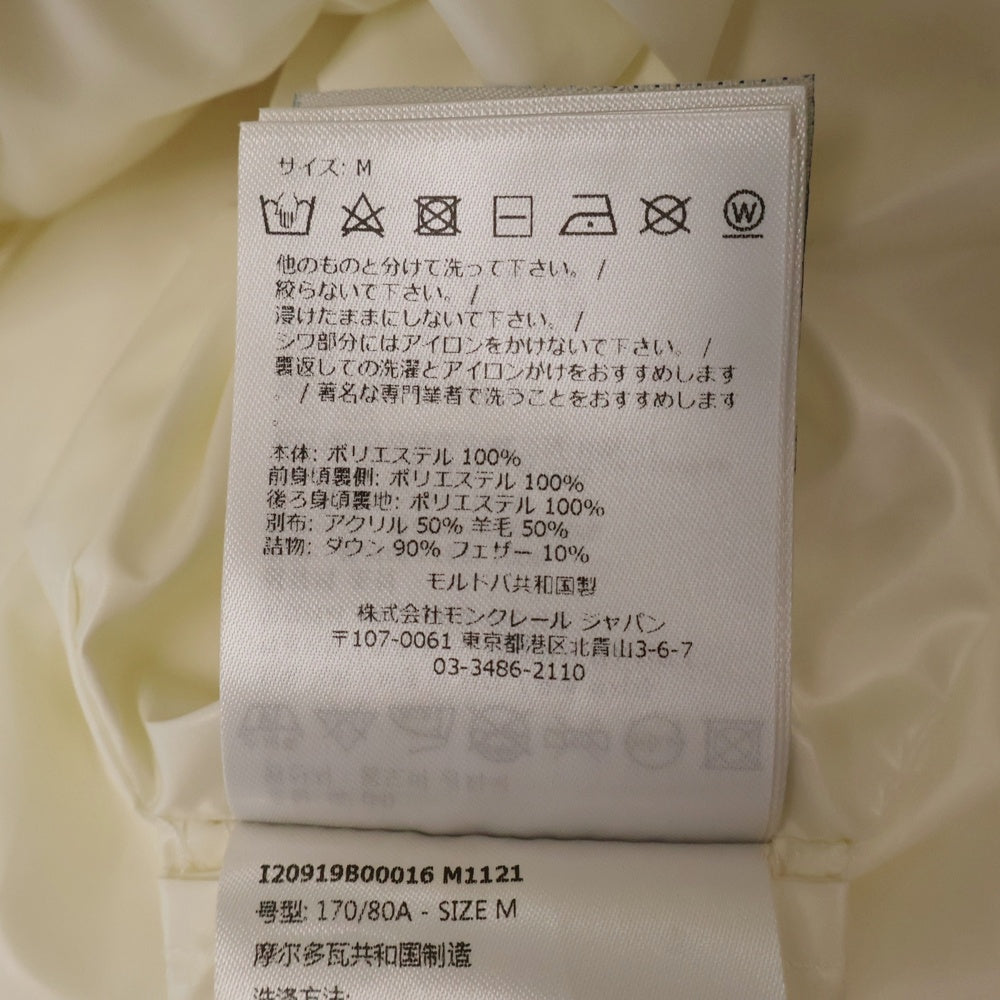 サイズ: M
W
他のものと分けて洗って下さい。 /
絞らないで下さい。 /
浸けたままにしないで下さい。 /
シワ部分にはアイロンをかけないで下さい。 /
裏返しての洗濯とアイロンがけをおすすめします
。 / 著名な専門業者で洗うことをおすすめします
。
本体: ポリエステル 100%
前身頃裏側: ポリエステル 100%
後ろ身頃裏地: ポリエステル 100%
別布: アクリル 50% 羊毛 50%
詰物: ダウン 90% フェザー 10%
モルドバ共和国製
株式会社モンクレール ジャパン
〒107-0061 東京都港区北青山3-6-7
03-3486-2110
I20919B00016 M1121
号型: 170/80A - SIZE M
摩尔多瓦共和国制造
洗涤方法: